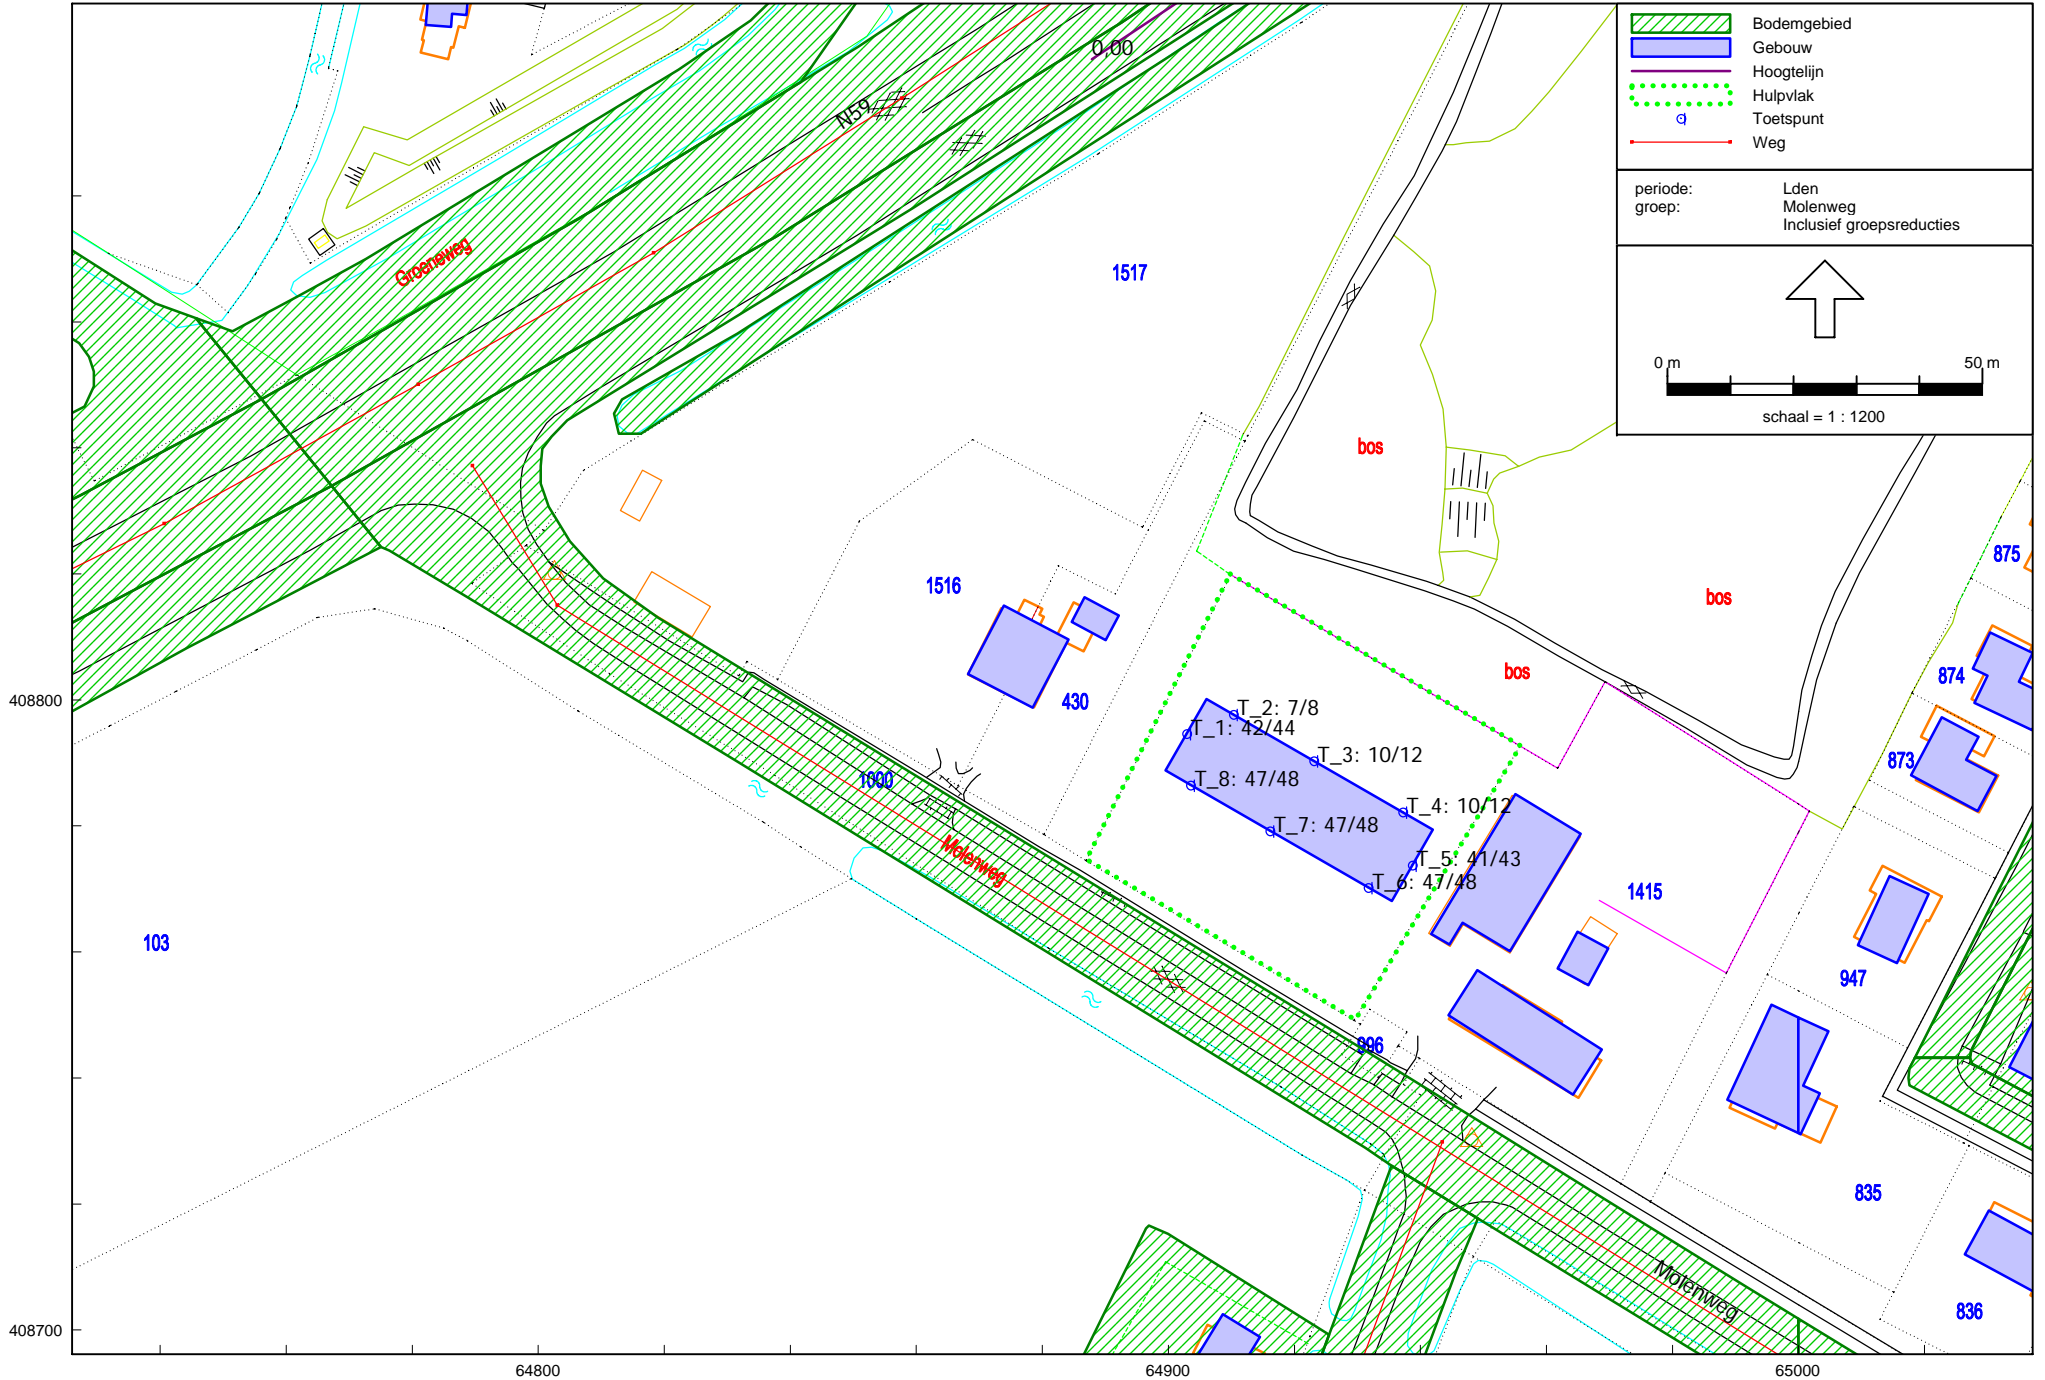 Bodemgebied
Gebouw
Hoogtelijn
Hulpvlak
Toetspunt
Weg
periode: Lden
groep: Molenweg
Inclusief groepsreducties
0 m 50 m
schaal = 1 : 1200
0,00
N59
Groeneweg
1517
bos
bos
bos
875
874
873
1516
430
1000
Molenweg
103
T_2: 7/8
T_1: 42/44
T_3: 10/12
T_8: 47/48
T_4: 10/12
T_7: 47/48
T_5: 41/43
T_6: 47/48
1415
947
996
835
836
Molenweg
408800
408700
64800
64900
65000